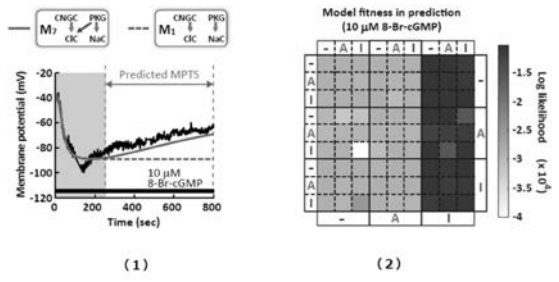 M7 CNGC PKG ClC NaC
M1 CNGC PKG ClC NaC
Predicted MPTS
Membrane potential (mV)
-20
-40
-60
-80
-100
-120
10 μM
8-Br-cGMP
0 200 400 600 800
Time (sec)
(1)
Model fitness in prediction
(10 μM 8-Br-cGMP)
- A I - A I - A I
-
A
I
-
A
I
-
A
I
-
A
I
- A I
-1.5
-2
-2.5
-3
-3.5
-4
Log likelihood
(2)